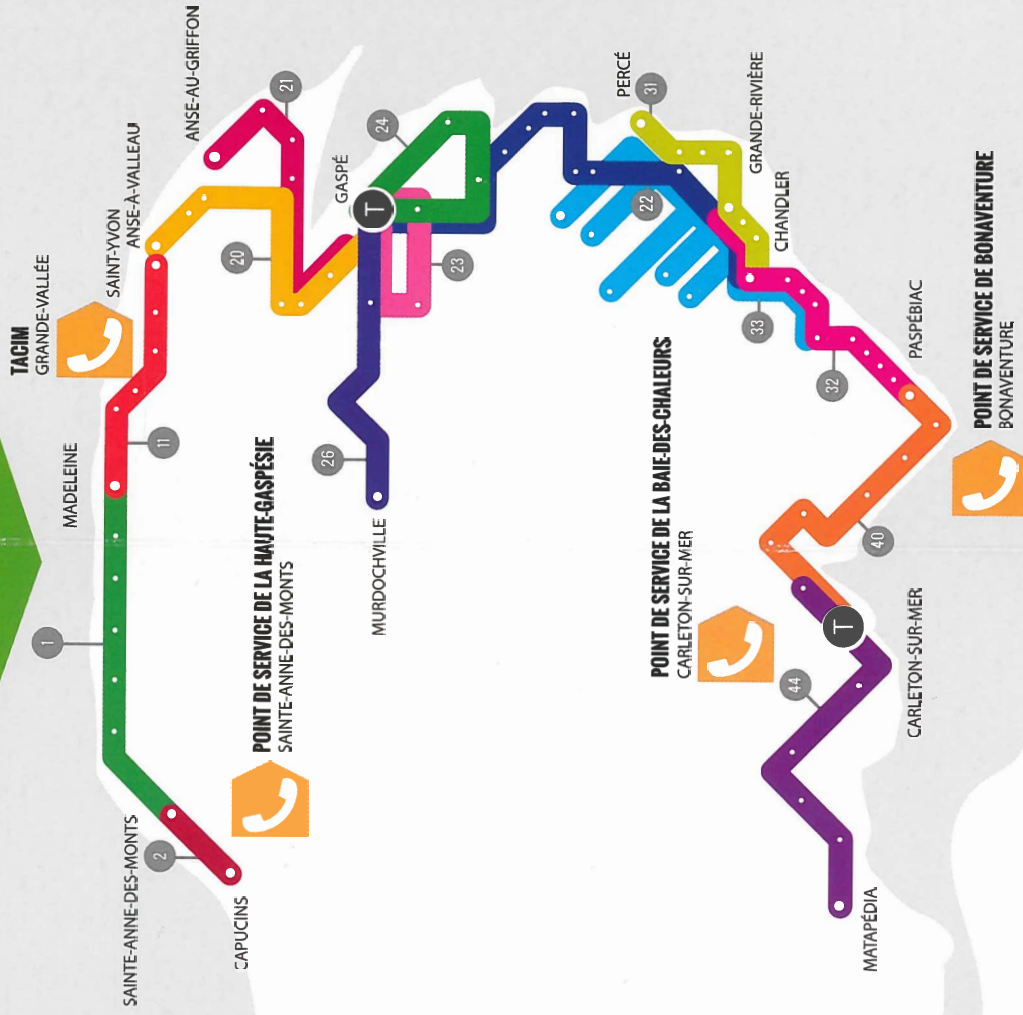 TACIM
GRANDE-VALLÉE
SAINT-YVON
ANSE-À-VALLEAU
ANSE-AU-GRIFFON
21
20
11
MADELEINE
1
SAINTE-ANNE-DES-MONTS
2
CAPUCINS
POINT DE SERVICE DE LA HAUTE-GASPÉSIE
SAINTE-ANNE-DES-MONTS
GASPÉ
T
24
23
26
MURDOCHVILLE
PERCÉ
31
22
GRANDE-RIVIÈRE
CHANDLER
33
32
PASPÉBIAC
POINT DE SERVICE DE BONAVENTURE
BONAVENTURE
40
POINT DE SERVICE DE LA BAIE-DES-CHALEURS
CARLETON-SUR-MER
T
CARLETON-SUR-MER
44
MATAPÉDIA